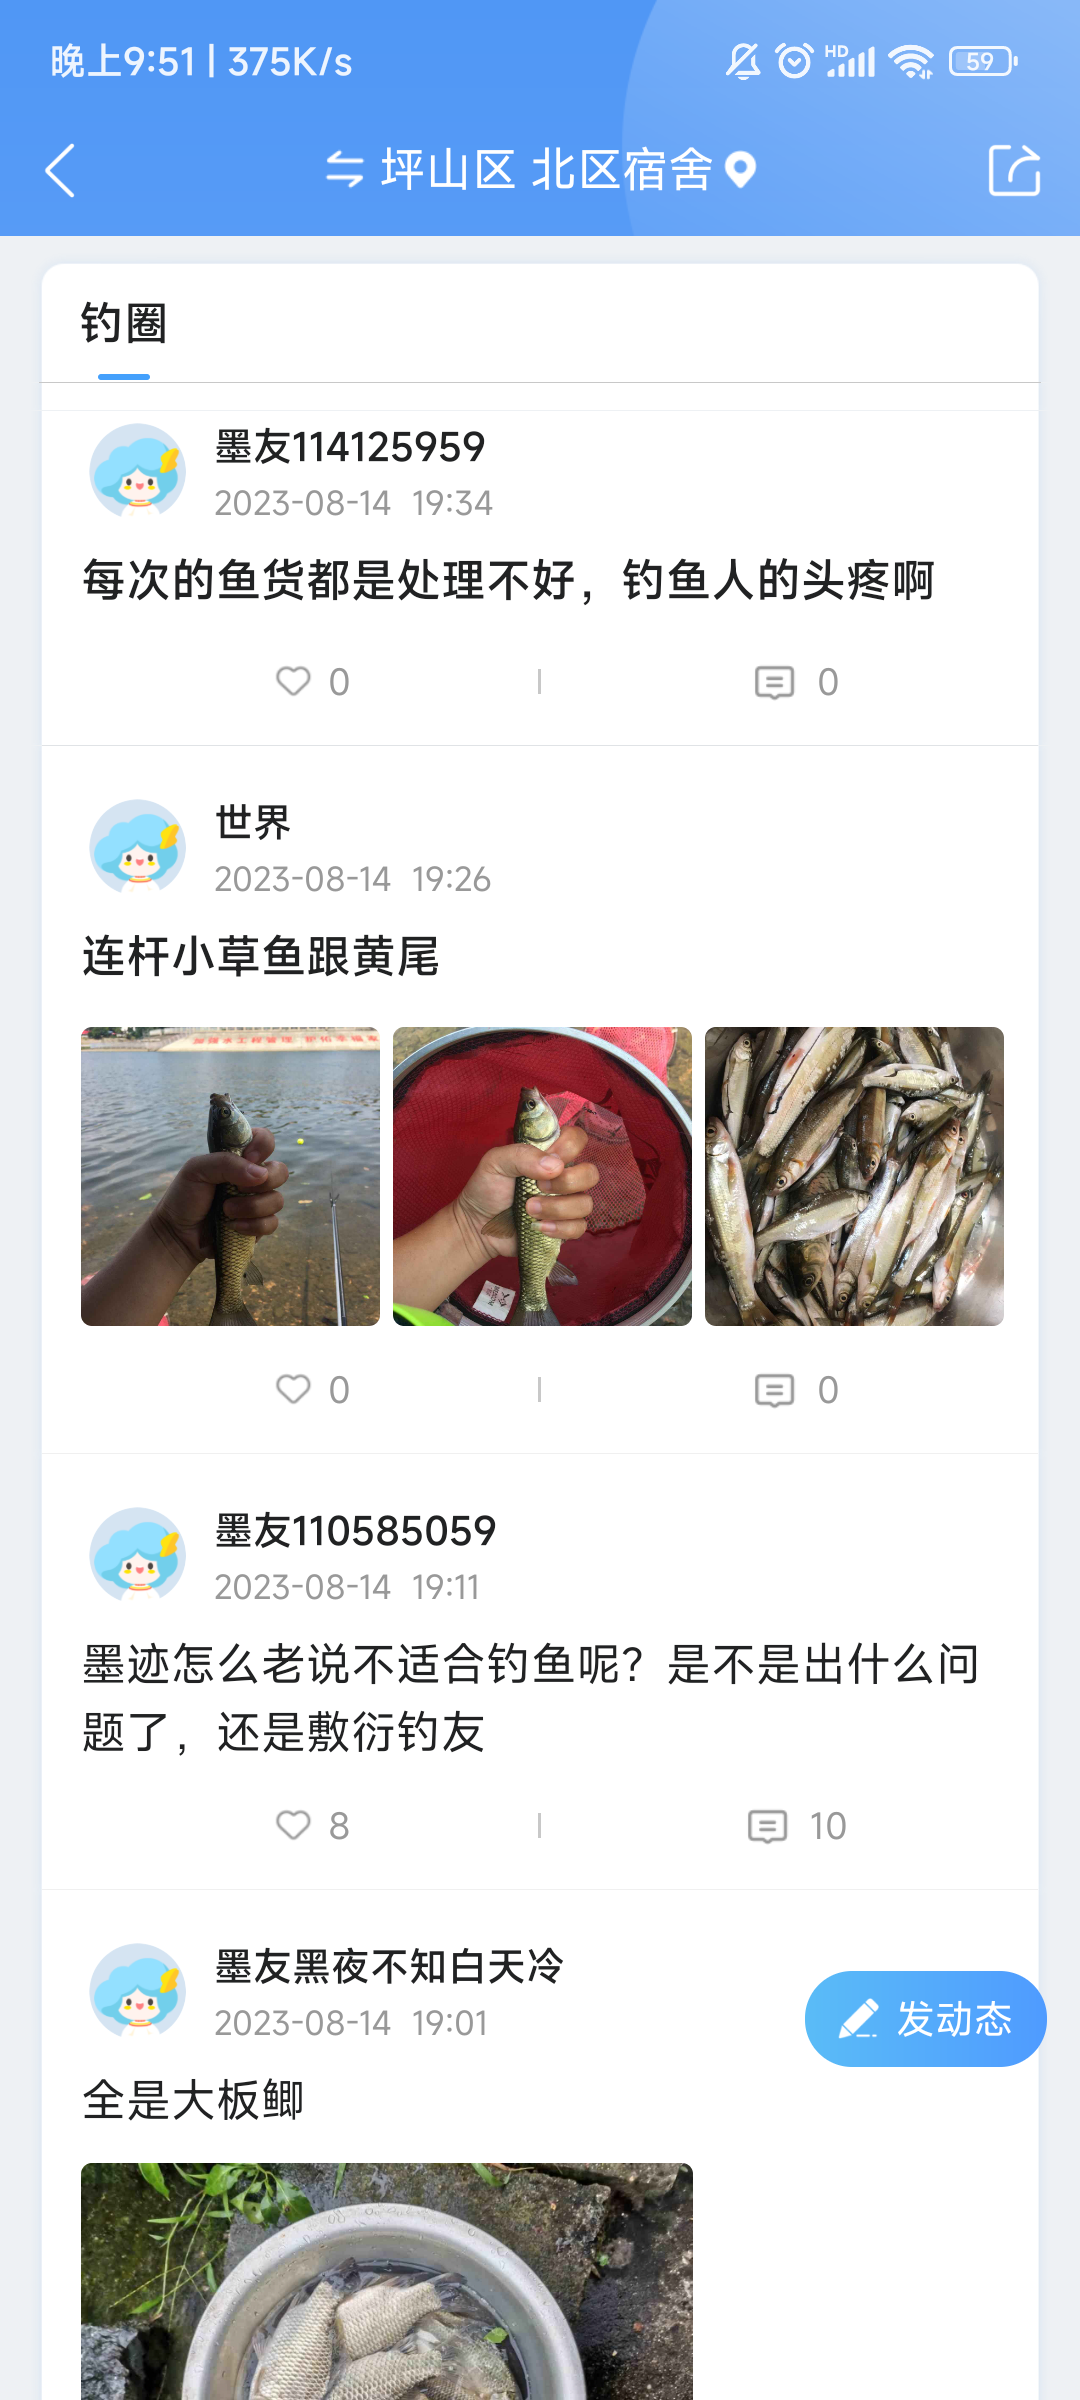 晚上9:51 | 375K/s
HD
59
坪山区 北区宿舍
钓圈
墨友114125959
2023-08-14 19:34
每次的鱼货都是处理不好，钓鱼人的头疼啊
0
0
世界
2023-08-14 19:26
连杆小草鱼跟黄尾
0
0
墨友110585059
2023-08-14 19:11
墨迹怎么老说不适合钓鱼呢？是不是出什么问
题了，还是敷衍钓友
8
10
墨友黑夜不知白天冷
2023-08-14 19:01
发动态
全是大板鲫